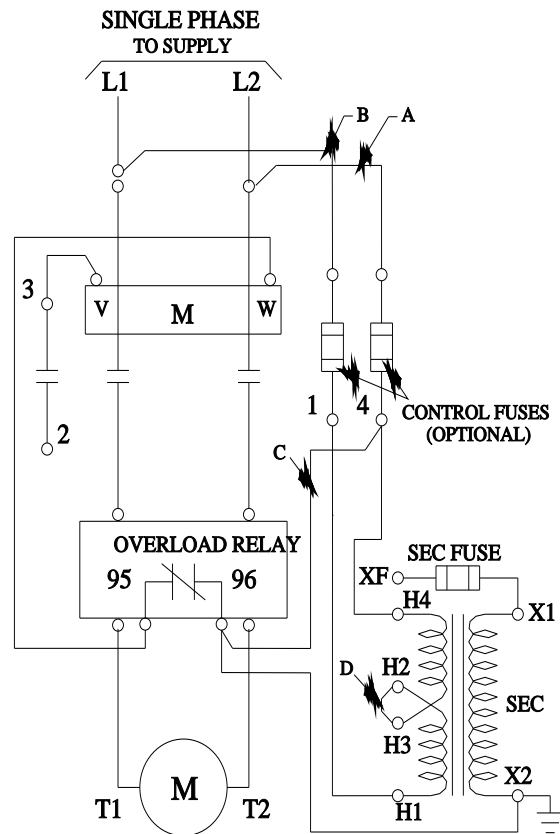 SINGLE PHASE
TO SUPPLY
L1 L2
B A
3
V M W
2
1 4
CONTROL FUSES
(OPTIONAL)
C
OVERLOAD RELAY
95 96
SEC FUSE
XF
H4 X1
D H2
SEC
H3
X2
M
T1 T2 H1